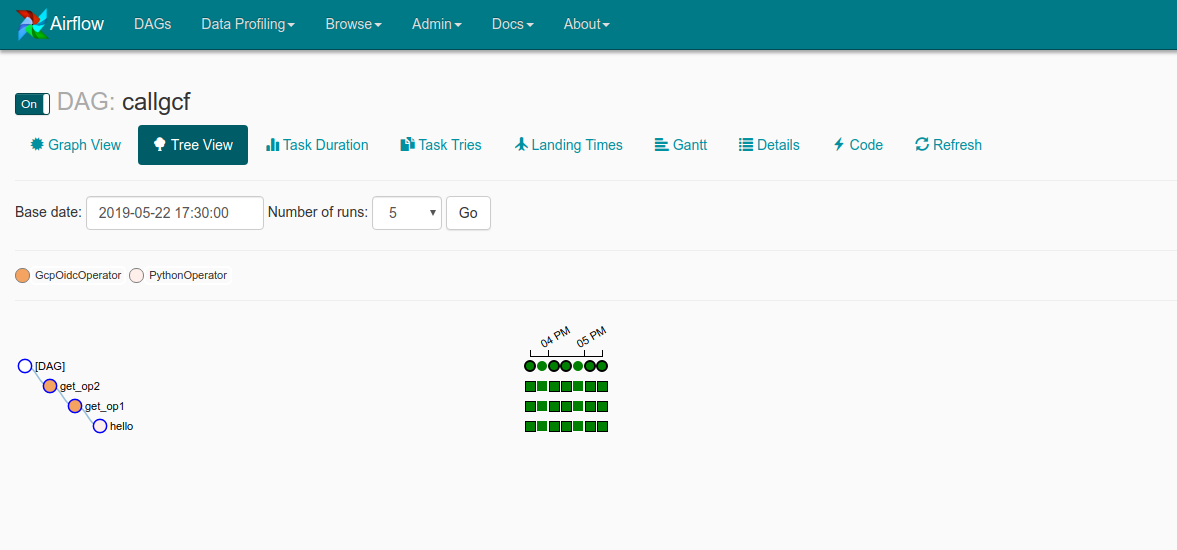 Airflow DAGs Data Profiling Browse Admin Docs About
On DAG: callgcf
Graph View Tree View Task Duration Task Tries Landing Times Gantt Details Code Refresh
Base date: 2019-05-22 17:30:00 Number of runs: 5 Go
GcpOidcOperator PythonOperator
04 PM 05 PM
[DAG]
get_op2
get_op1
hello